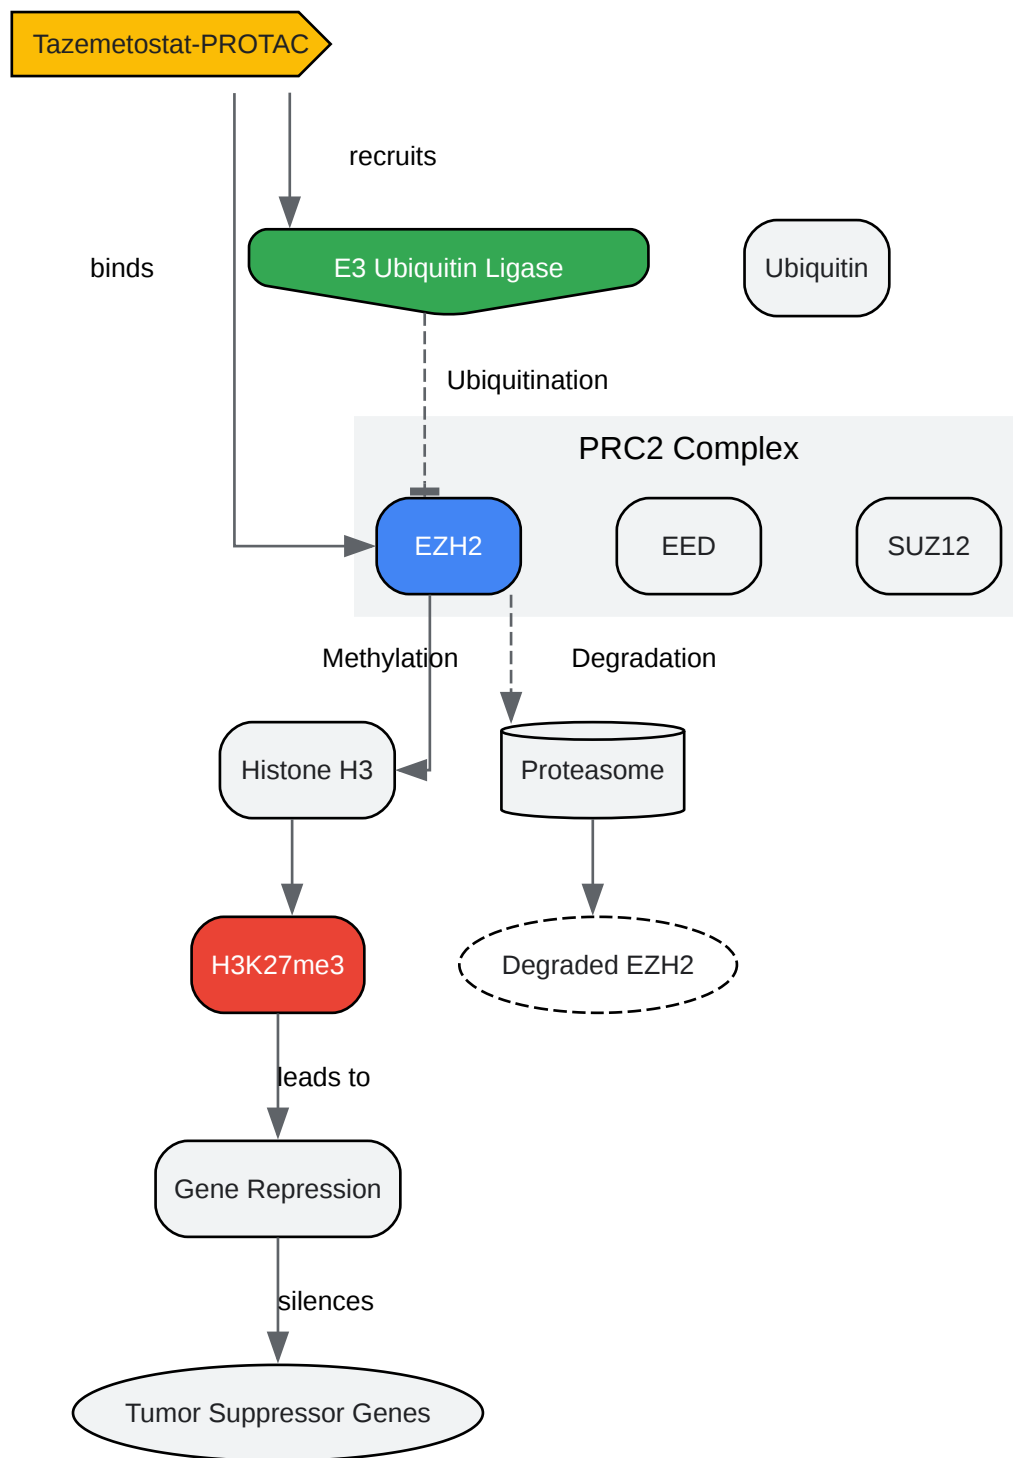 Tazemetostat-PROTAC
recruits
binds
E3 Ubiquitin Ligase
Ubiquitin
Ubiquitination
PRC2 Complex
EZH2
EED
SUZ12
Methylation
Degradation
Histone H3
Proteasome
H3K27me3
Degraded EZH2
leads to
Gene Repression
silences
Tumor Suppressor Genes